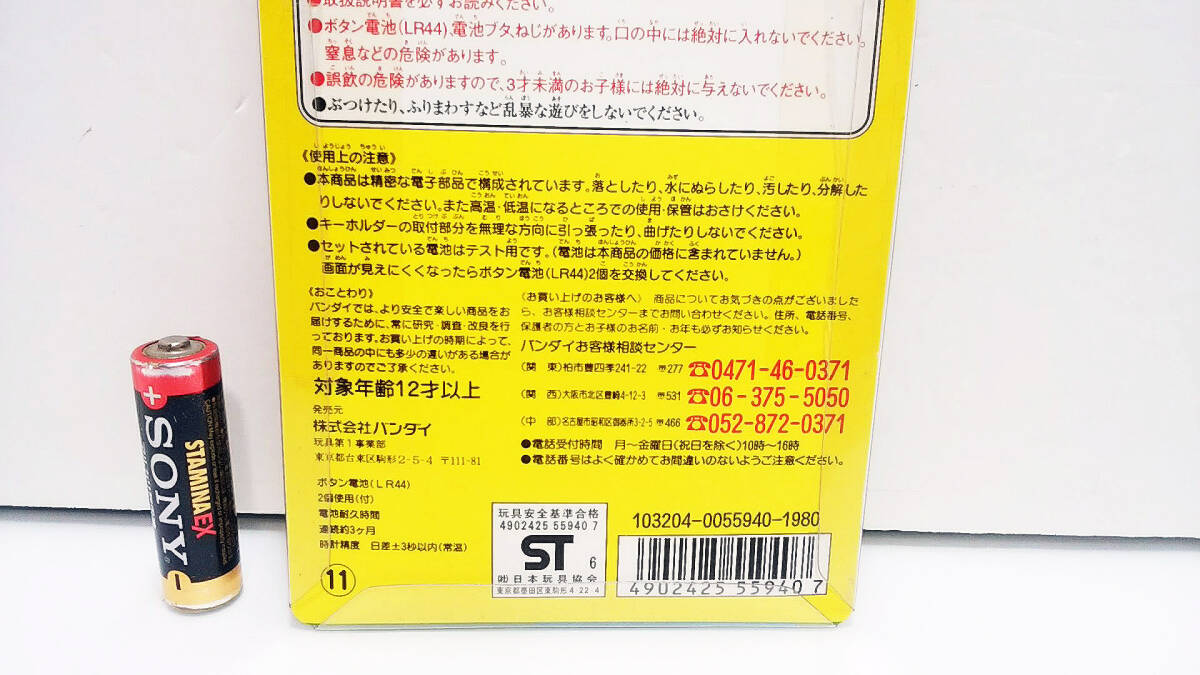 ●取扱説明書を必ずお読みください。
●ボタン電池(LR44)、電池ブタ、ねじがあります。口の中には絶対に入れないでください。
窒息などの危険があります。
●誤飲の危険がありますので、3才未満のお子様には絶対に与えないでください。
●ぶつけたり、ふりまわすなど乱暴な遊びをしないでください。
《使用上の注意》
●本商品は精密な電子部品で構成されています。落としたり、水にぬらしたり、汚したり、分解した
りしないでください。また高温・低温になるところでの使用・保管はおさけください。
●キーホルダーの取付部分を無理な方向に引っ張ったり、曲げたりしないでください。
●セットされている電池はテスト用です。(電池は本商品の価格に含まれていません。)
画面が見えにくくなったらボタン電池(LR44)2個を交換してください。
《おことわり》
バンダイでは、より安全で楽しい商品をお
届けするために、常に研究・調査・改良を行
っております。お買い上げの時期によって、
同一商品の中にも多少の違いがある場合が
ありますのでご了承ください。
対象年齢12才以上
発売元
株式会社バンダイ
玩具第1事業部
東京都台東区駒形2-5-4 〒111-81
〈お買い上げのお客様へ〉 商品についてお気づきの点がございました
ら、お客様相談センターまでお問い合わせください。住所、電話番号、
保護者の方とお子様のお名前・お年も必ずお知らせください。
バンダイお客様相談センター
(関 東)柏市豊四季241-22 〒277 ☎0471-46-0371
(関 西)大阪市北区豊崎4-12-3 〒531 ☎06-375-5050
(中 部)名古屋市昭和区御器所3-2-5 〒466 ☎052-872-0371
●電話受付時間 月～金曜日(祝日を除く)10時～16時
●電話番号はよく確かめてお間違いのないようご注意ください。
ボタン電池(LR44)
2個使用(付)
電池耐久時間
連続約3ヶ月
時計精度 日差±3秒以内(常温)
11
玩具安全基準合格
4902425 55940 7
ST 6
㈳日本玩具協会
東京都墨田区東駒形4-22-4
103204-0055940-1980
4902425 559407
+
SONY
STAMINA EX
−